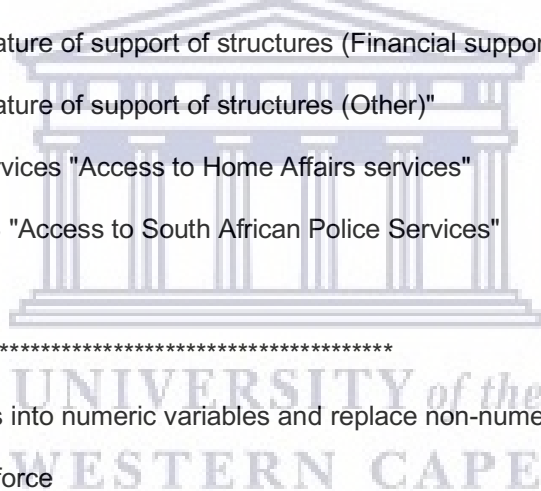 ature of support of structures (Financial suppor
ature of support of structures (Other)"
rvices "Access to Home Affairs services"
"Access to South African Police Services"
**************************************
UNIVERSITY of the
s into numeric variables and replace non-nume
WESTERN CAPE
force